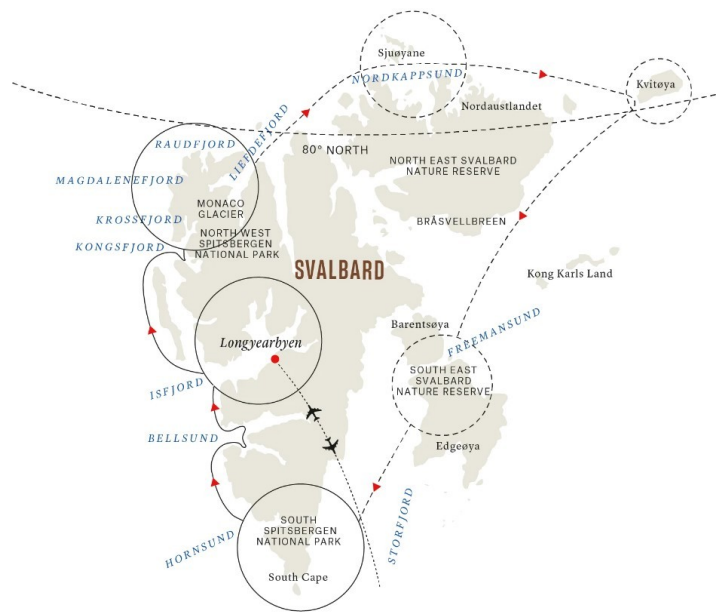 Sjuøyane
NORDKAPPSUND
Kvitøya
Nordaustlandet
LIEFDEFJORD
RAUDFJORD
80° NORTH
NORTH EAST SVALBARD
NATURE RESERVE
MAGDALENEFJORD
MONACO
GLACIER
KROSSFJORD
BRÅSVELLBREEN
NORTH WEST
SPITSBERGEN
NATIONAL PARK
KONGSFJORD
SVALBARD
Kong Karls Land
Barentsøya
FREEMANSUND
Longyearbyen
SOUTH EAST
SVALBARD
NATURE RESERVE
ISFJORD
BELLSUND
Edgeøya
STORFJORD
HORNSUND
SOUTH
SPITSBERGEN
NATIONAL PARK
South Cape